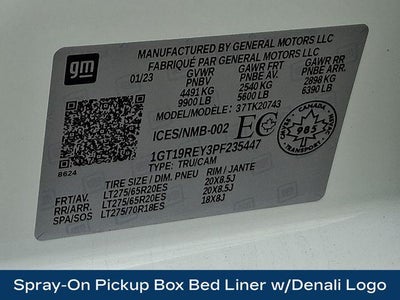 gm
MANUFACTURED BY GENERAL MOTORS LLC
FABRIQUÉ PAR GENERAL MOTORS LLC
01/23
GVWR
PNBV
4491 KG
9900 LB
GAWR FRT
PNBE AV.
2540 KG
5600 LB
GAWR RR
PNBE ARR.
2898 KG
6390 LB
MODEL/MODÈLE: 37TK20743
ICES/NMB-002
EC
CANADA
985
1GT19REY3PF235447
TYPE: TRU/CAM
8624
TIRE SIZE / DIM. PNEU
RIM / JANTE
FRT/AV. LT275/65R20ES 20X8.5J
RR/ARR. LT275/65R20ES 20X8.5J
SPA/SOS LT275/70R18ES 18X8J
Spray-On Pickup Box Bed Liner w/Denali Logo